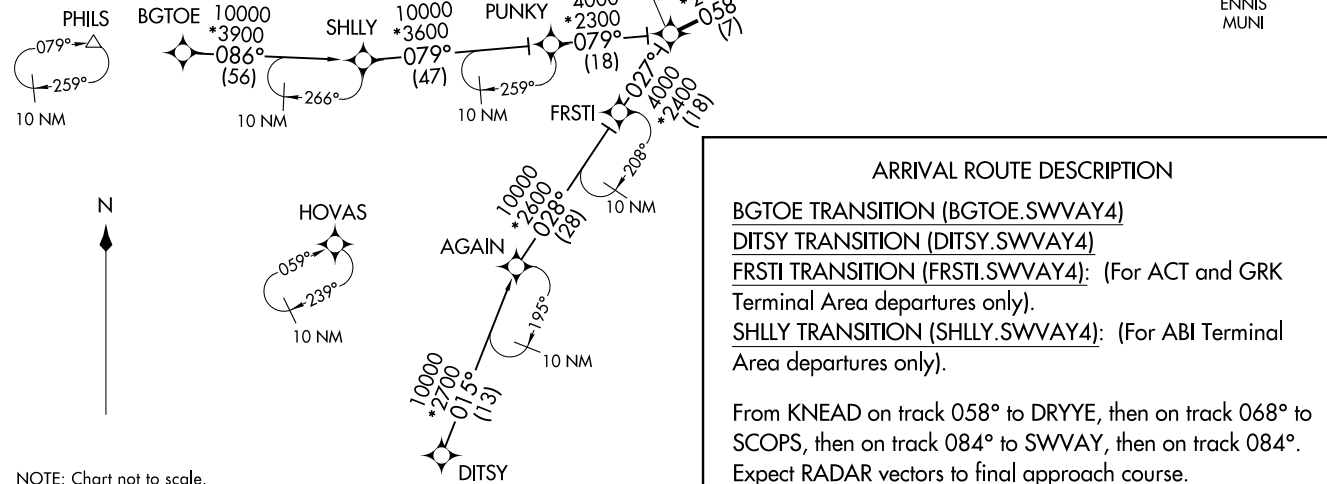 PHILS
079°
259°
10 NM
BGTOE
10000
*3900
086°
(56)
SHLLY
266°
10 NM
10000
*3600
079°
(47)
PUNKY
259°
10 NM
4000
*2300
079°
(18)
058°
(7)
ENNIS
MUNI
027°
4000
*2400
(18)
FRSTI
208°
10 NM
10000
*2600
028°
(28)
N
HOVAS
059°
239°
10 NM
AGAIN
195°
10 NM
10000
*2700
015°
(13)
DITSY
NOTE: Chart not to scale.
ARRIVAL ROUTE DESCRIPTION
BGTOE TRANSITION (BGTOE.SWVAY4)
DITSY TRANSITION (DITSY.SWVAY4)
FRSTI TRANSITION (FRSTI.SWVAY4): (For ACT and GRK
Terminal Area departures only).
SHLLY TRANSITION (SHLLY.SWVAY4): (For ABI Terminal
Area departures only).
From KNEAD on track 058° to DRYYE, then on track 068° to
SCOPS, then on track 084° to SWVAY, then on track 084°.
Expect RADAR vectors to final approach course.